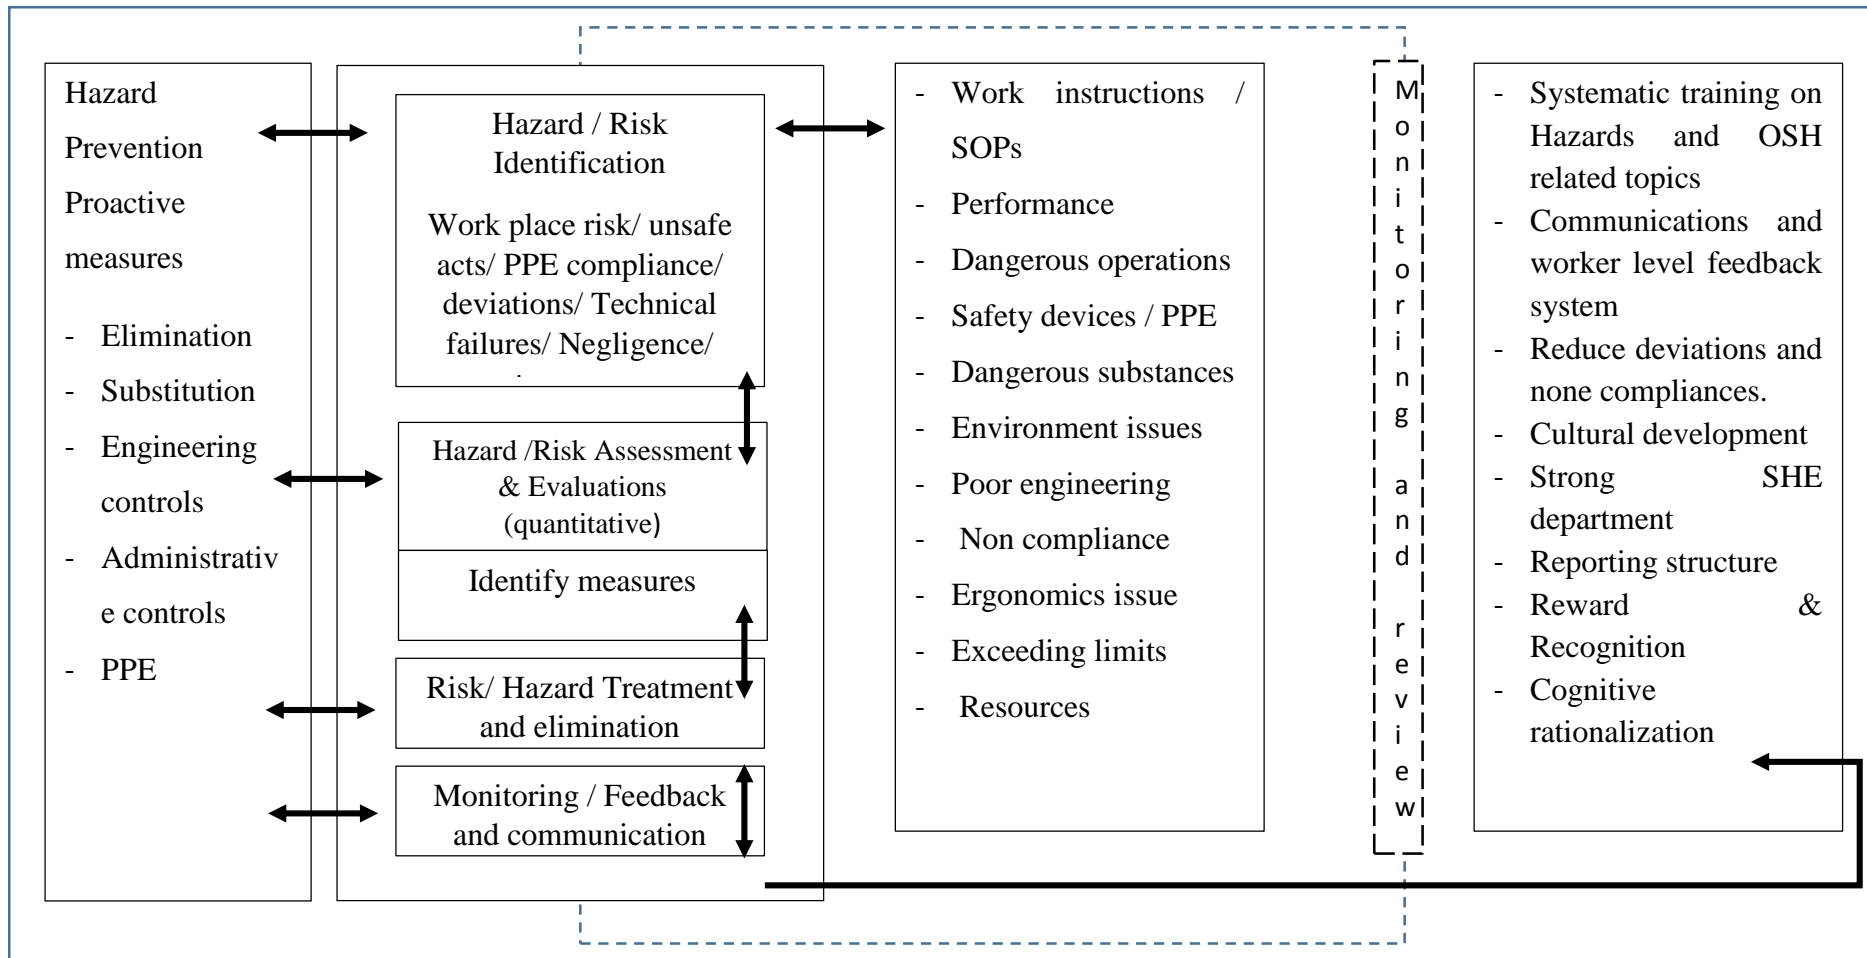 Hazard
Prevention
Proactive
measures
- Elimination
- Substitution
- Engineering
controls
- Administrativ
e controls
- PPE
Hazard / Risk
Identification
Work place risk/ unsafe
acts/ PPE compliance/
deviations/ Technical
failures/ Negligence/
Hazard /Risk Assessment
& Evaluations
(quantitative)
Identify measures
Risk/ Hazard Treatment
and elimination
Monitoring / Feedback
and communication
- Work instructions /
SOPs
- Performance
- Dangerous operations
- Safety devices / PPE
- Dangerous substances
- Environment issues
- Poor engineering
- Non compliance
- Ergonomics issue
- Exceeding limits
- Resources
Monitoring and review
- Systematic training on
Hazards and OSH
related topics
- Communications and
worker level feedback
system
- Reduce deviations and
none compliances.
- Cultural development
- Strong SHE
department
- Reporting structure
- Reward &
Recognition
- Cognitive
rationalization